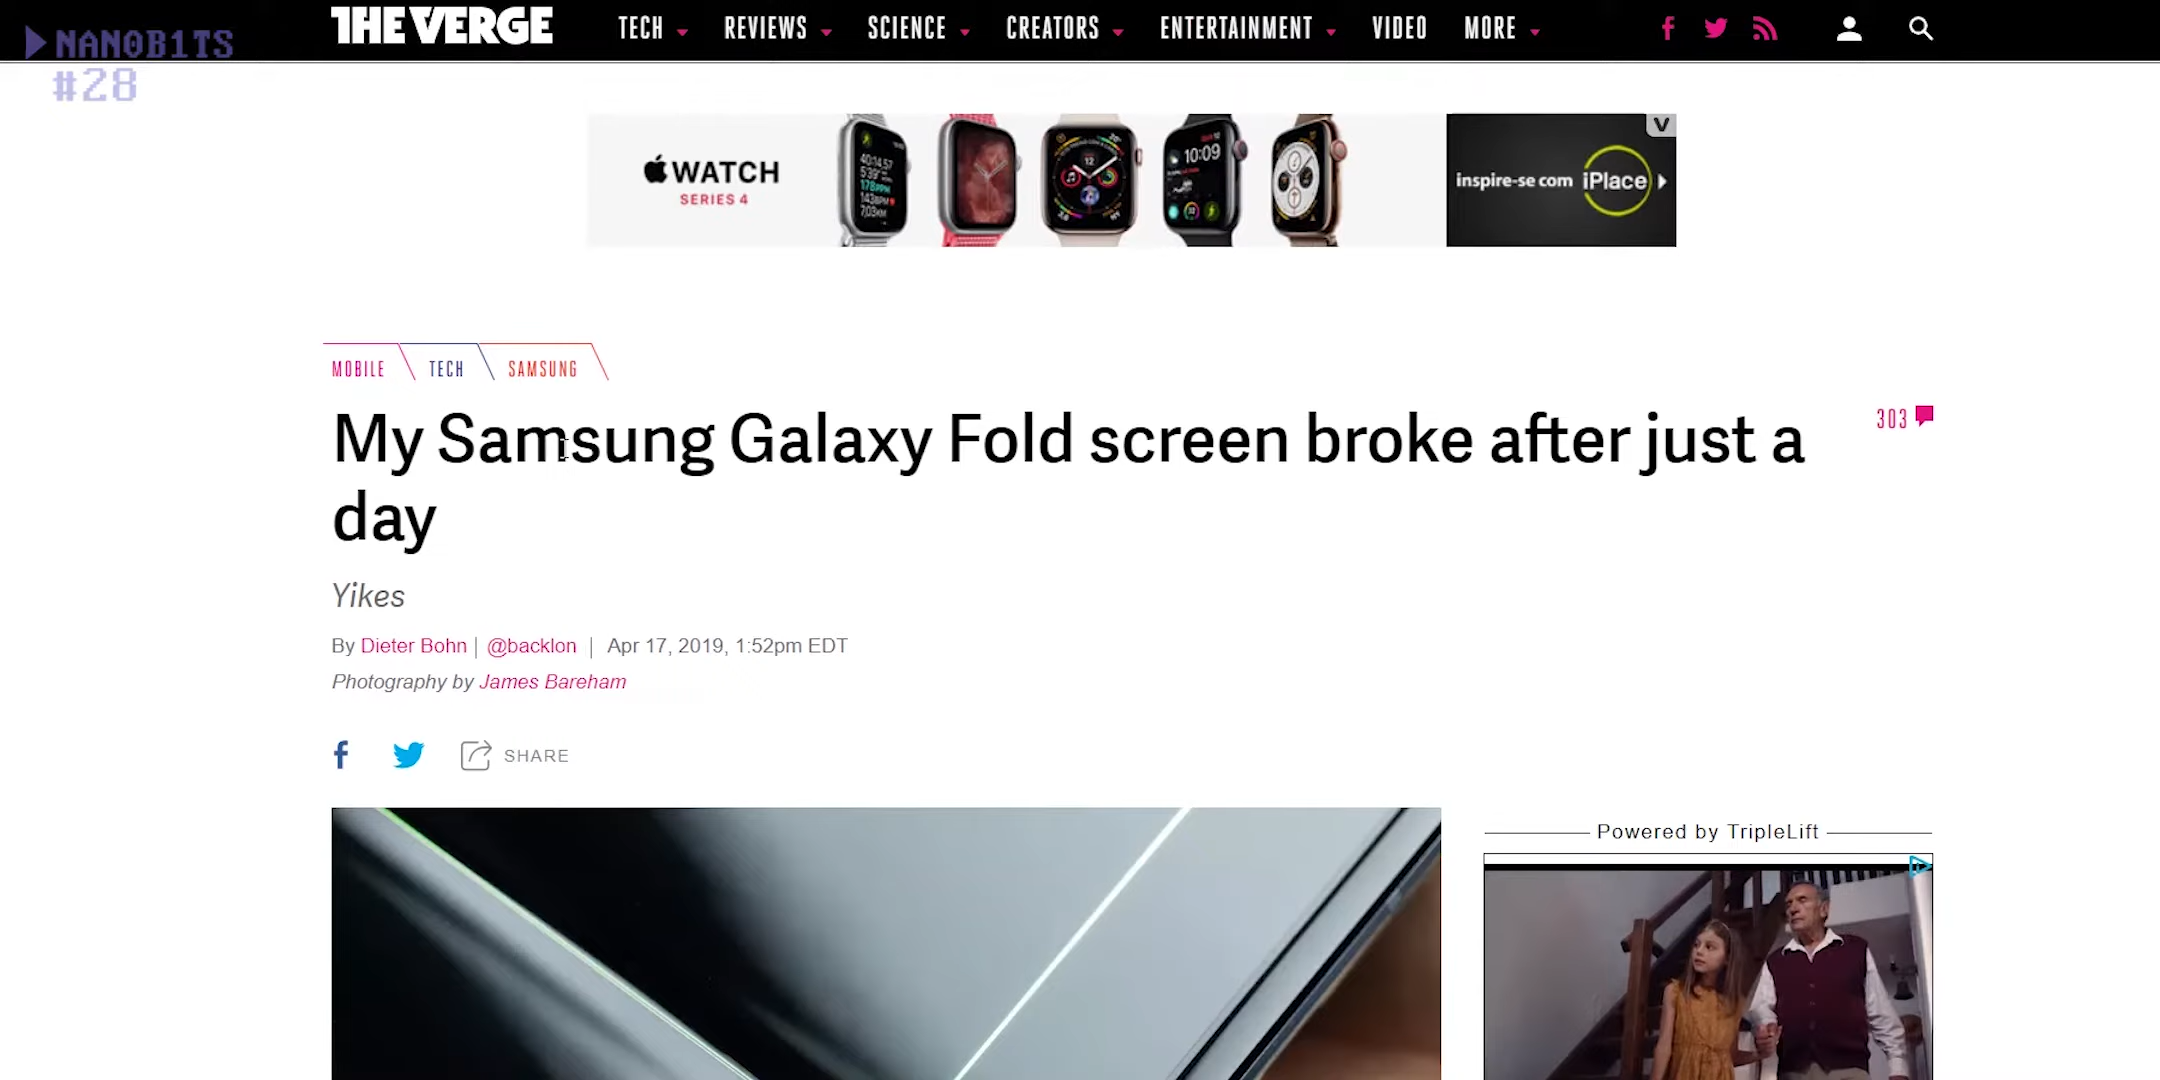 NANOB1TS
#28
THE VERGE
TECH REVIEWS SCIENCE CREATORS ENTERTAINMENT VIDEO MORE
WATCH
SERIES 4
10:09
inspire-se com iPlace
V
MOBILE TECH SAMSUNG
My Samsung Galaxy Fold screen broke after just a
day
303
Yikes
By Dieter Bohn | @backlon | Apr 17, 2019, 1:52pm EDT
Photography by James Bareham
SHARE
Powered by TripleLift